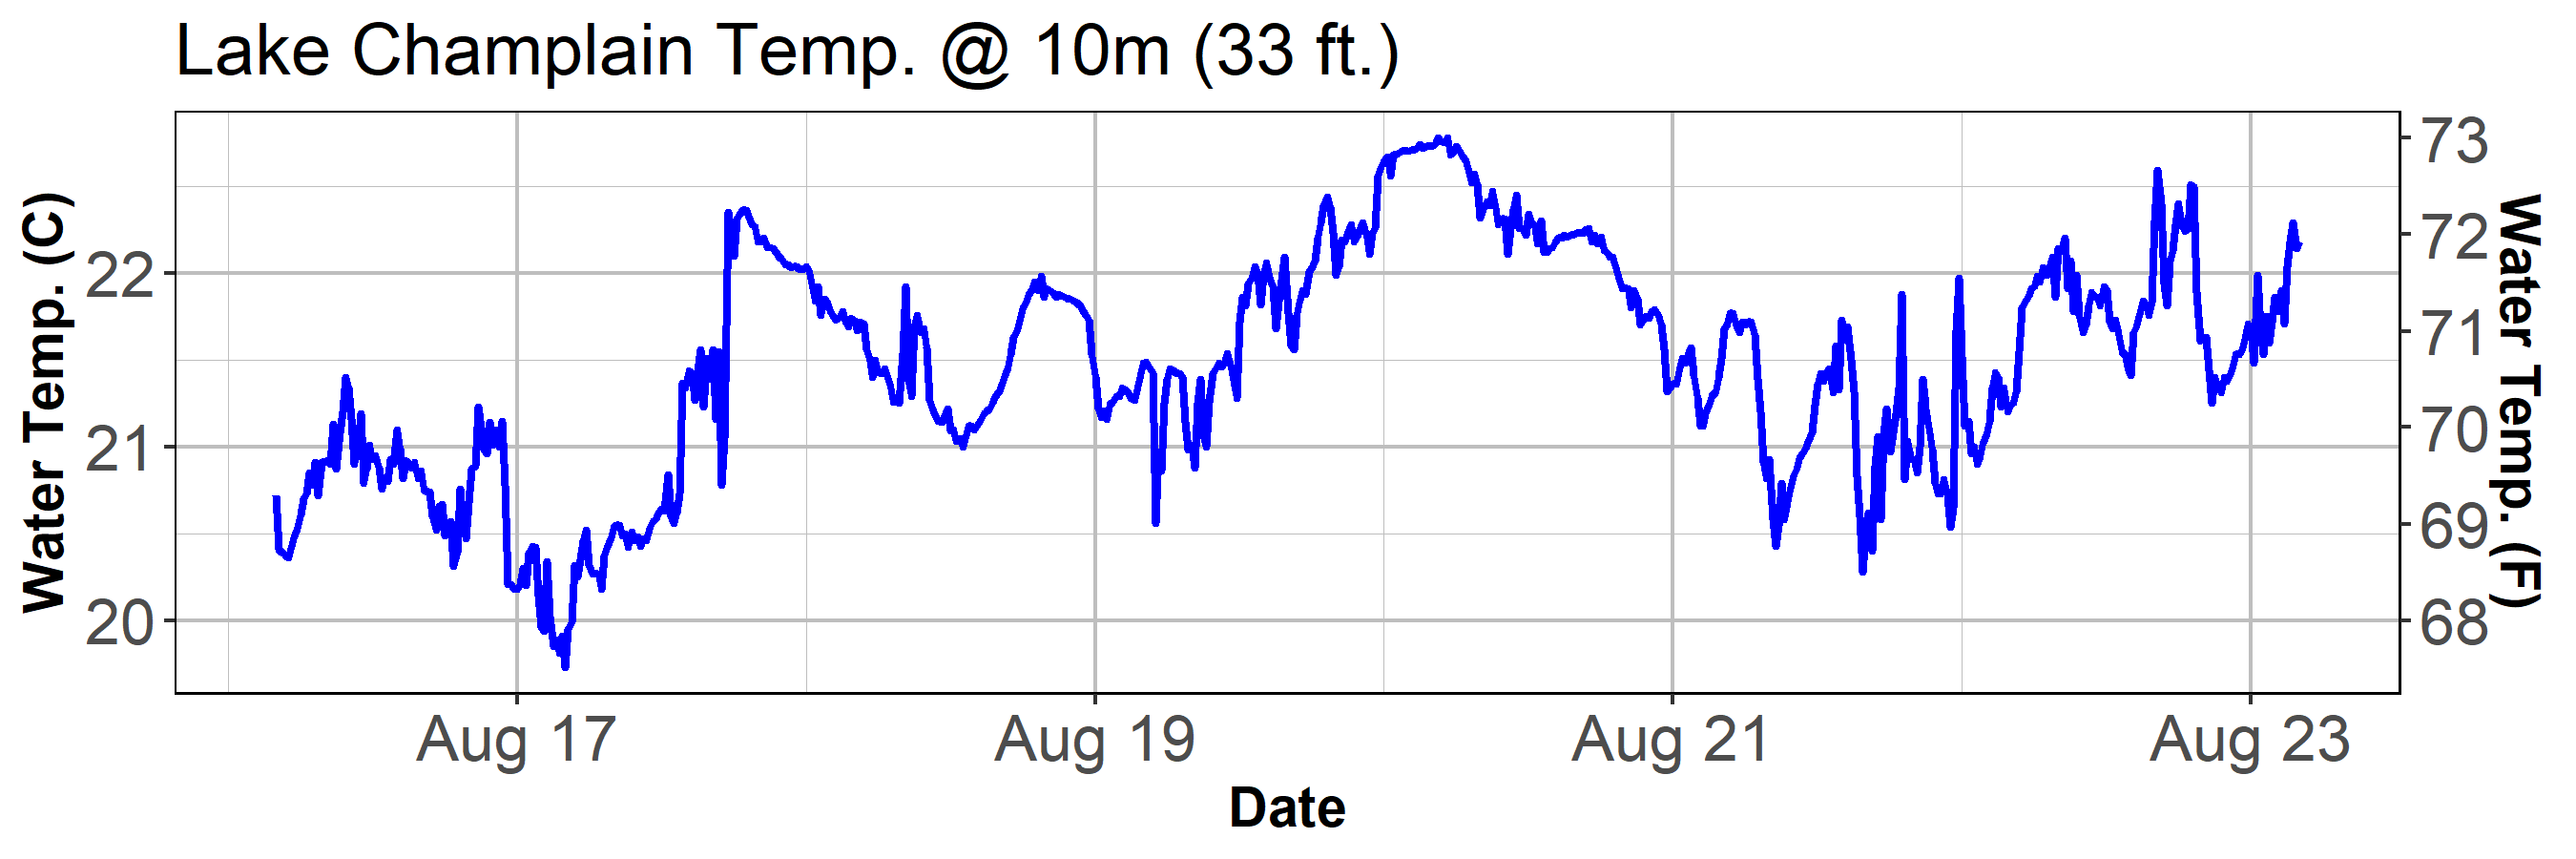 Lake Champlain Temp. @ 10m (33 ft.)
Water Temp. (C)
22
21
20
73
72
71
70
69
68
Water Temp. (F)
Aug 17
Aug 19
Aug 21
Aug 23
Date